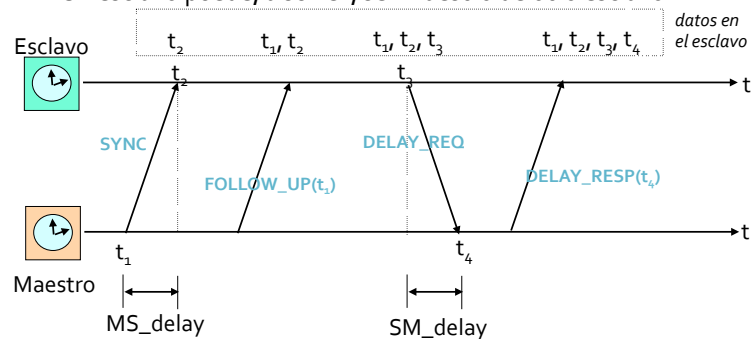 datos en
el esclavo
Esclavo
t₂
t₁, t₂
t₁, t₂, t₃
t₁, t₂, t₃, t₄
t₂
t₃
t
SYNC
FOLLOW_UP(t₁)
DELAY_REQ
DELAY_RESP(t₄)
t
t₁
t₄
Maestro
MS_delay
SM_delay